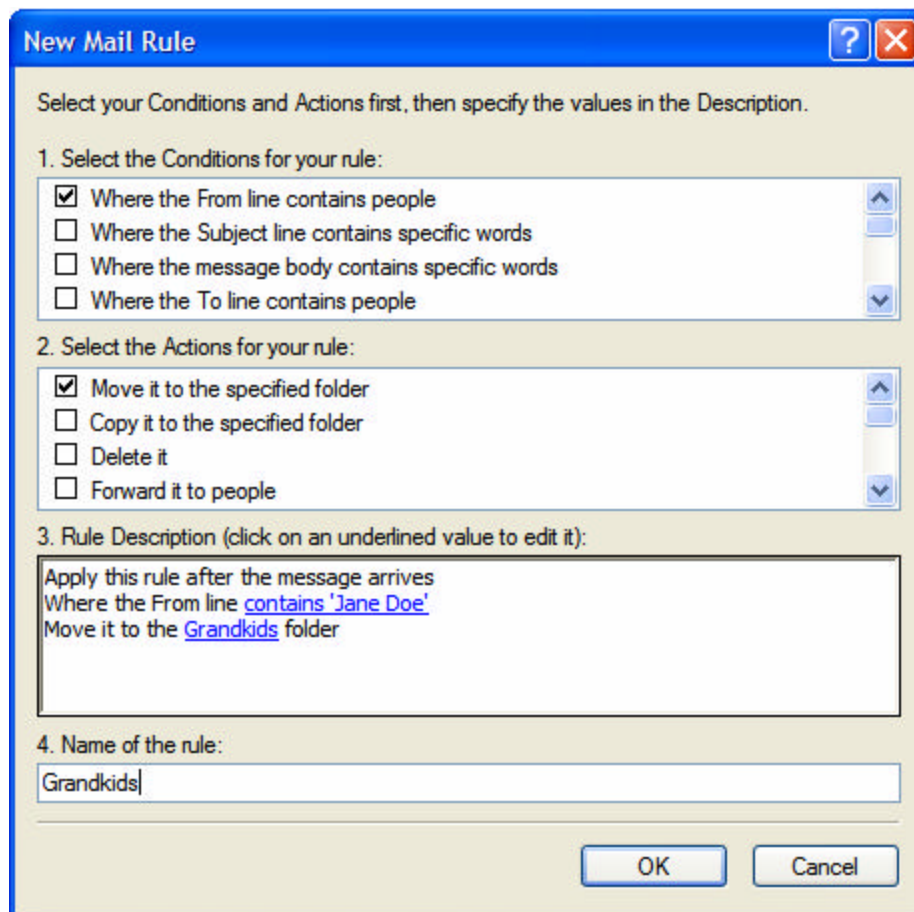 New Mail Rule
Select your Conditions and Actions first, then specify the values in the Description.
1. Select the Conditions for your rule:
Where the From line contains people
Where the Subject line contains specific words
Where the message body contains specific words
Where the To line contains people
2. Select the Actions for your rule:
Move it to the specified folder
Copy it to the specified folder
Delete it
Forward it to people
3. Rule Description (click on an underlined value to edit it):
Apply this rule after the message arrives
Where the From line contains 'Jane Doe'
Move it to the Grandkids folder
4. Name of the rule:
Grandkids
OK Cancel